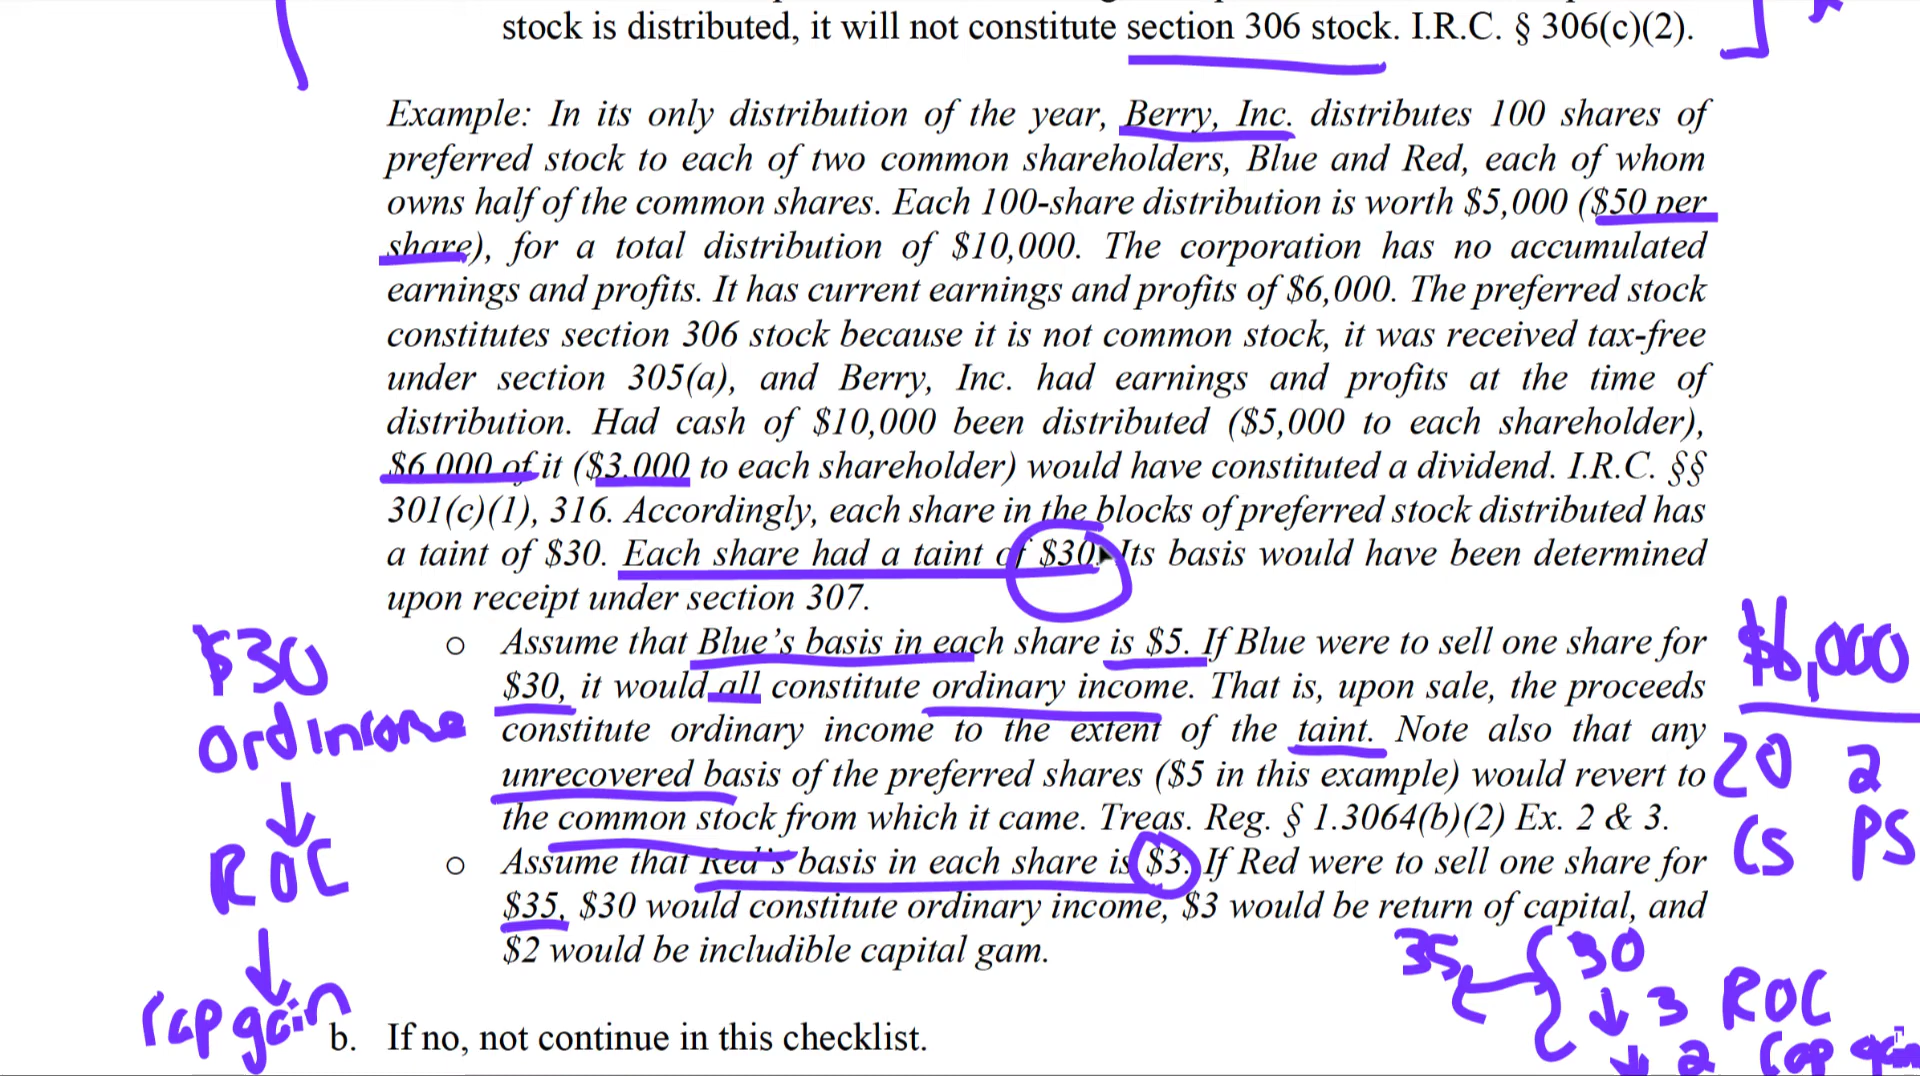 stock is distributed, it will not constitute section 306 stock. I.R.C. § 306(c)(2).
Example: In its only distribution of the year, Berry, Inc. distributes 100 shares of
preferred stock to each of two common shareholders, Blue and Red, each of whom
owns half of the common shares. Each 100-share distribution is worth $5,000 ($50 per
share), for a total distribution of $10,000. The corporation has no accumulated
earnings and profits. It has current earnings and profits of $6,000. The preferred stock
constitutes section 306 stock because it is not common stock, it was received tax-free
under section 305(a), and Berry, Inc. had earnings and profits at the time of
distribution. Had cash of $10,000 been distributed ($5,000 to each shareholder),
$6,000 of it ($3,000 to each shareholder) would have constituted a dividend. I.R.C. §§
301(c)(1), 316. Accordingly, each share in the blocks of preferred stock distributed has
a taint of $30. Each share had a taint of $30. Its basis would have been determined
upon receipt under section 307.
o Assume that Blue's basis in each share is $5. If Blue were to sell one share for
$30, it would all constitute ordinary income. That is, upon sale, the proceeds
constitute ordinary income to the extent of the taint. Note also that any
unrecovered basis of the preferred shares ($5 in this example) would revert to
the common stock from which it came. Treas. Reg. § 1.3064(b)(2) Ex. 2 & 3.
o Assume that Red's basis in each share is $3. If Red were to sell one share for
$35, $30 would constitute ordinary income, $3 would be return of capital, and
$2 would be includible capital gam.
b. If no, not continue in this checklist.
$30
ord income
ROC
cap gain
$6,000
20 2
CS PS
35 30
3 ROC
2 cap gain